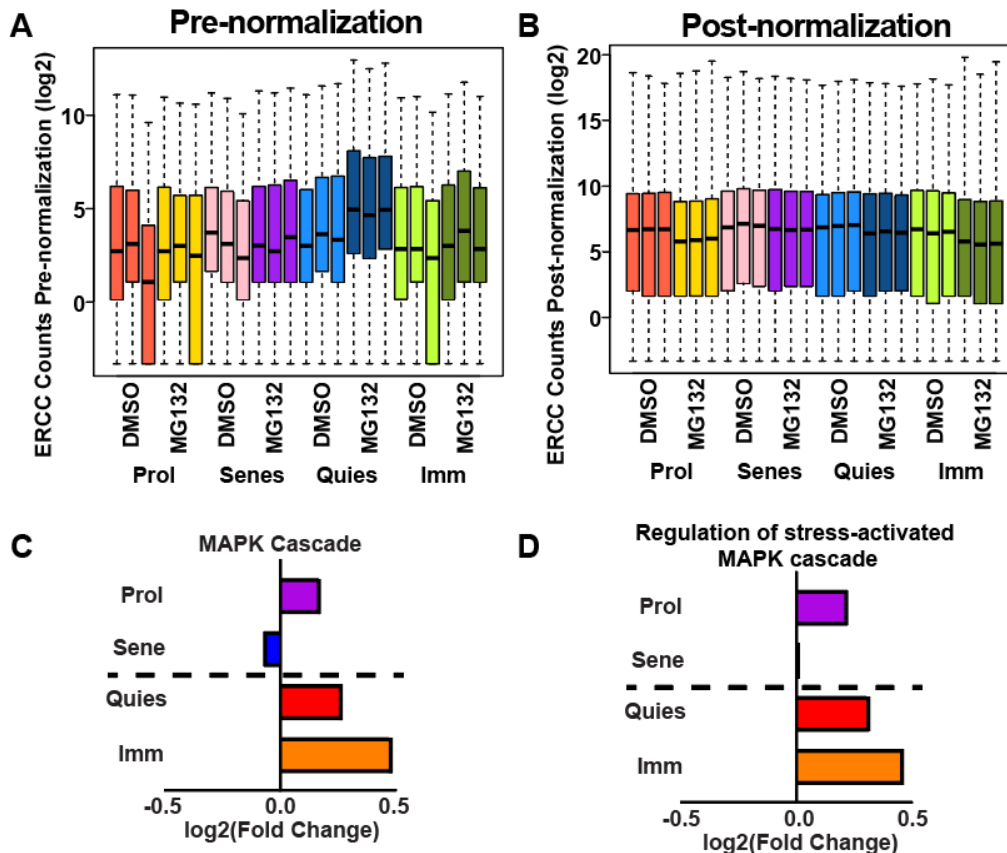 A
Pre-normalization
ERCC Counts Pre-normalization (log2)
10
5
0
DMSO
MG132
DMSO
MG132
DMSO
MG132
DMSO
MG132
Prol
Senes
Quies
Imm
B
Post-normalization
ERCC Counts Post-normalization (log2)
20
15
10
5
0
DMSO
MG132
DMSO
MG132
DMSO
MG132
DMSO
MG132
Prol
Senes
Quies
Imm
C
MAPK Cascade
Prol
Sene
Quies
Imm
-0.5
0.0
0.5
log2(Fold Change)
D
Regulation of stress-activated
MAPK cascade
Prol
Sene
Quies
Imm
-0.5
0.0
0.5
log2(Fold Change)